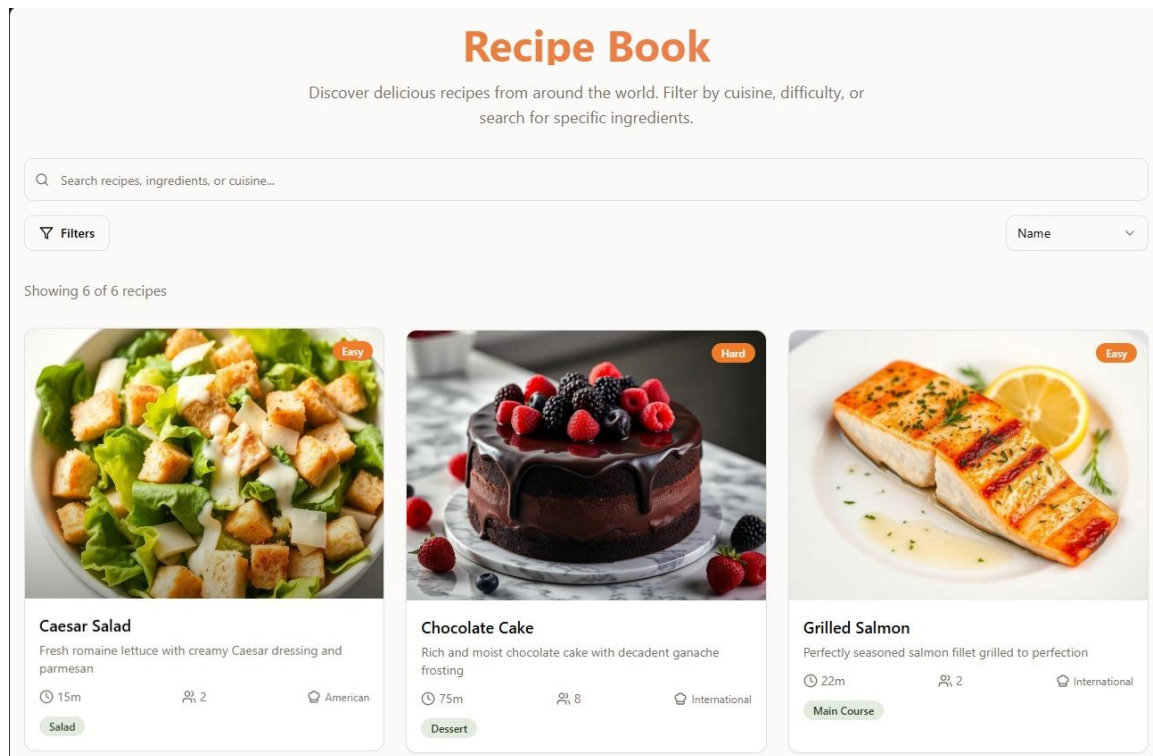 Recipe Book
Discover delicious recipes from around the world. Filter by cuisine, difficulty, or
search for specific ingredients.
Search recipes, ingredients, or cuisine...
Filters
Name
Showing 6 of 6 recipes
Easy
Hard
Easy
Caesar Salad
Fresh romaine lettuce with creamy Caesar dressing and
parmesan
15m
2
American
Salad
Chocolate Cake
Rich and moist chocolate cake with decadent ganache
frosting
75m
8
International
Dessert
Grilled Salmon
Perfectly seasoned salmon fillet grilled to perfection
22m
2
International
Main Course